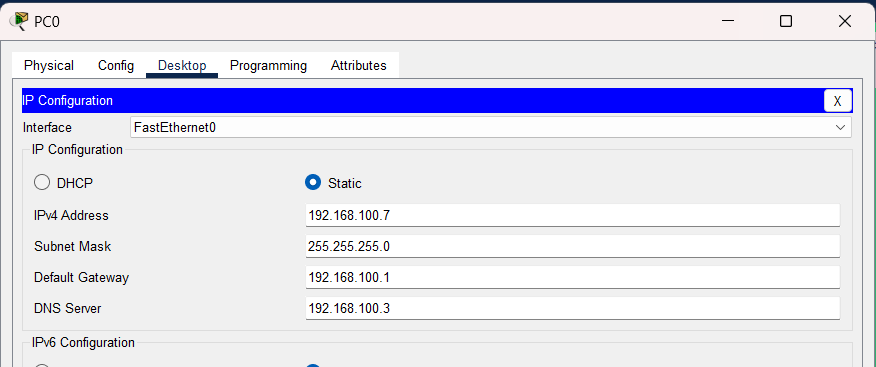 PC0
Physical Config Desktop Programming Attributes
IP Configuration X
Interface FastEthernet0
IP Configuration
DHCP Static
IPv4 Address 192.168.100.7
Subnet Mask 255.255.255.0
Default Gateway 192.168.100.1
DNS Server 192.168.100.3
IPv6 Configuration